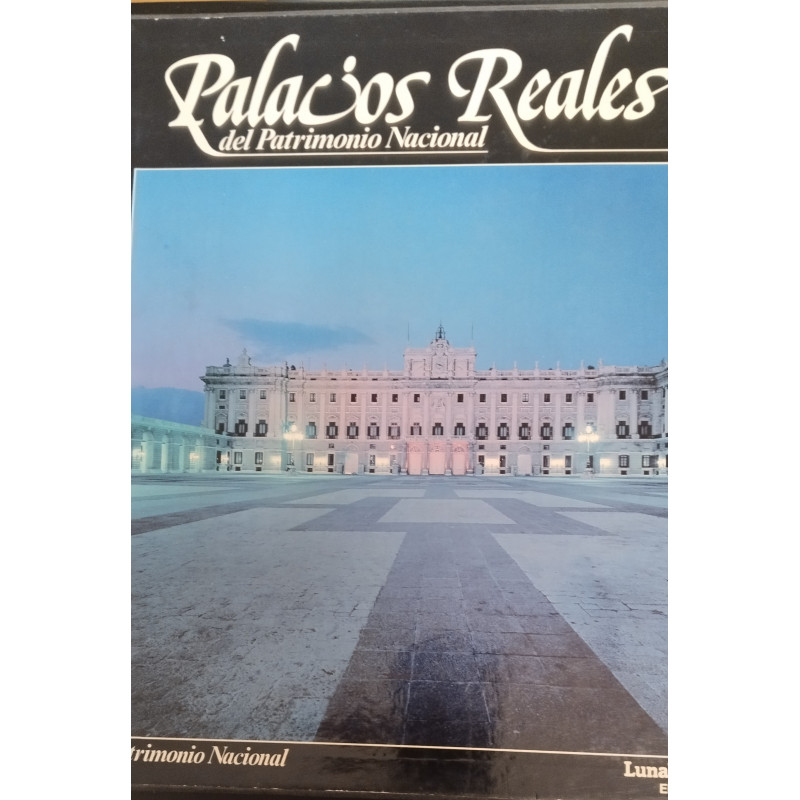 Palacios Reales
del Patrimonio Nacional
trimonio Nacional
Luna
E